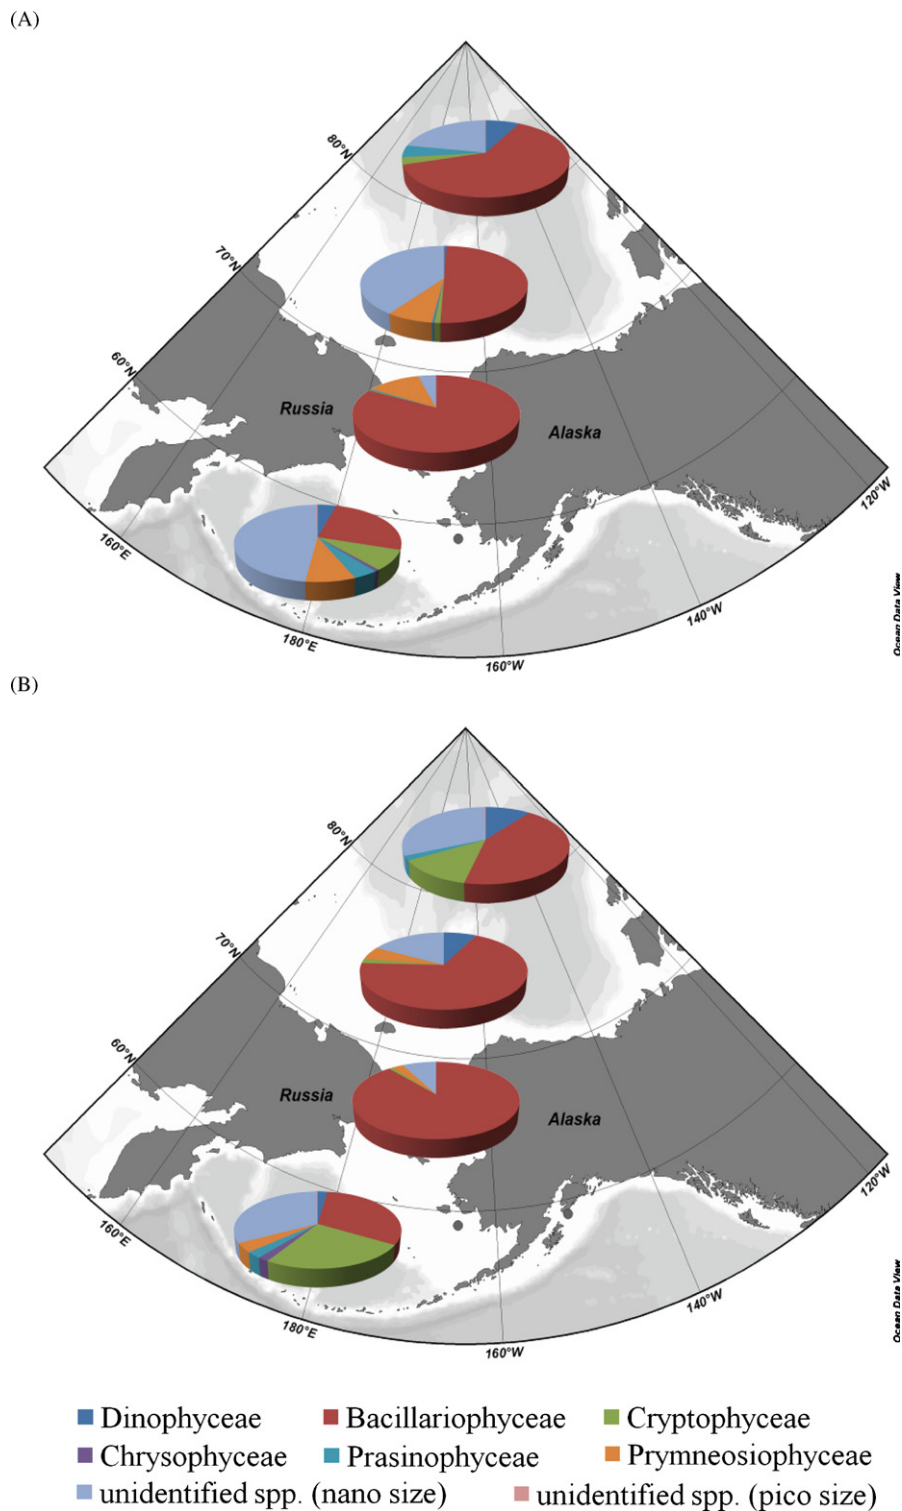 (A)
80°N
70°N
60°N
Russia
Alaska
120°W
160°E
140°W
180°E
160°W
Ocean Data View
(B)
80°N
70°N
60°N
Russia
Alaska
120°W
160°E
140°W
180°E
160°W
Ocean Data View
Dinophyceae Bacillariophyceae Cryptophyceae
Chrysophyceae Prasinophyceae Prymneosiophyceae
unidentified spp. (nano size) unidentified spp. (pico size)